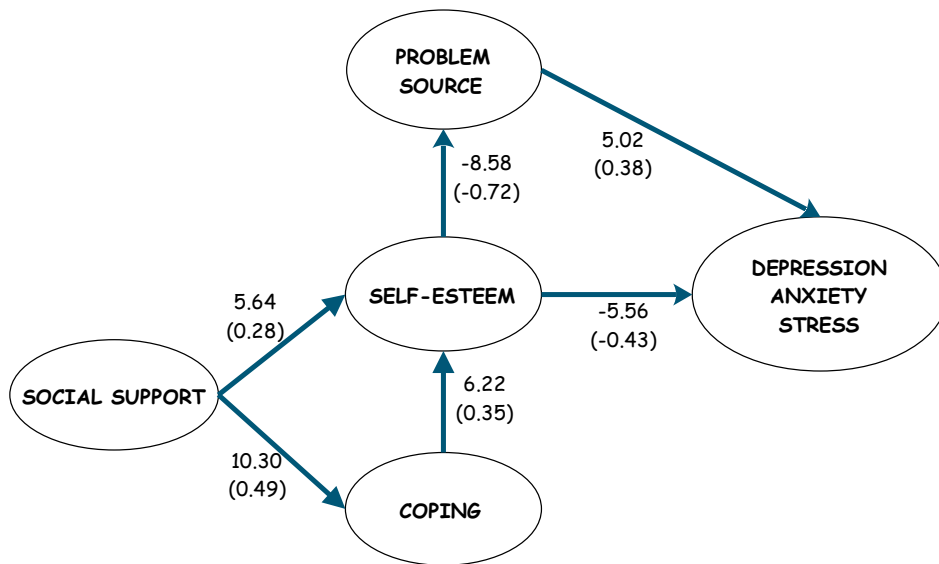 PROBLEM
SOURCE
5.02
(0.38)
-8.58
(-0.72)
DEPRESSION
ANXIETY
STRESS
SELF-ESTEEM
-5.56
(-0.43)
5.64
(0.28)
SOCIAL SUPPORT
6.22
(0.35)
10.30
(0.49)
COPING